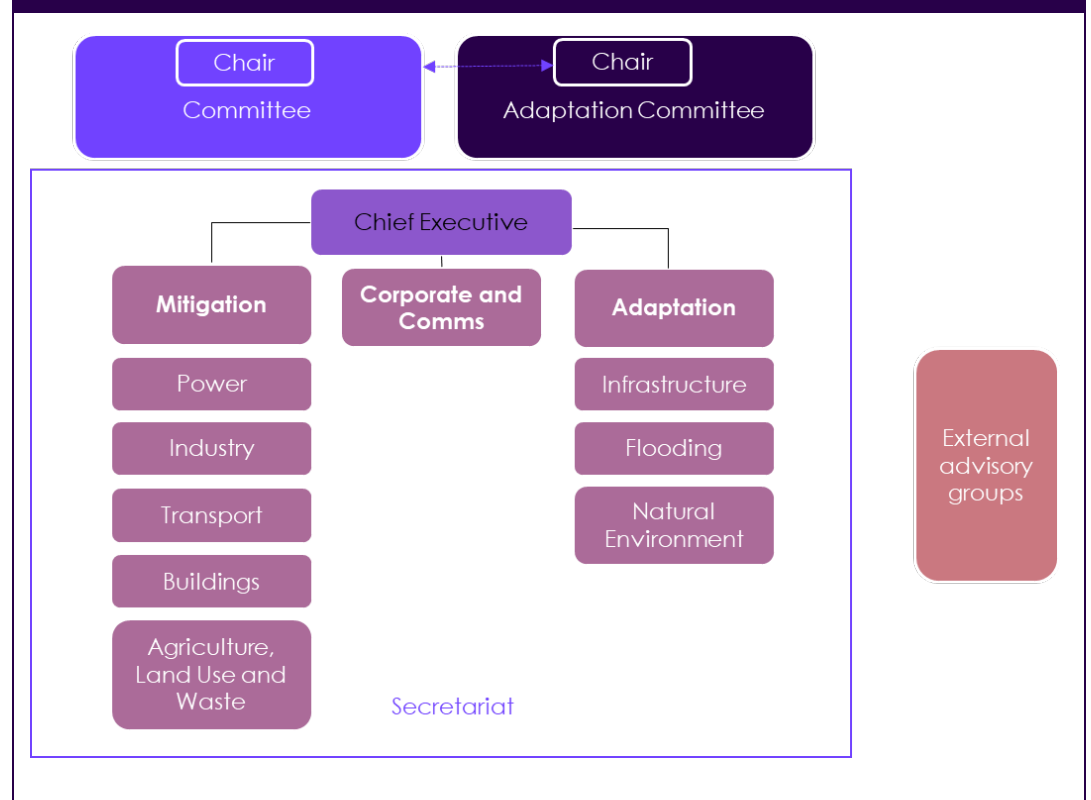 Chair
Committee
Chair
Adaptation Committee
Chief Executive
Mitigation
Power
Industry
Transport
Buildings
Agriculture,
Land Use and
Waste
Corporate and
Comms
Adaptation
Infrastructure
Flooding
Natural
Environment
Secretariat
External
advisory
groups